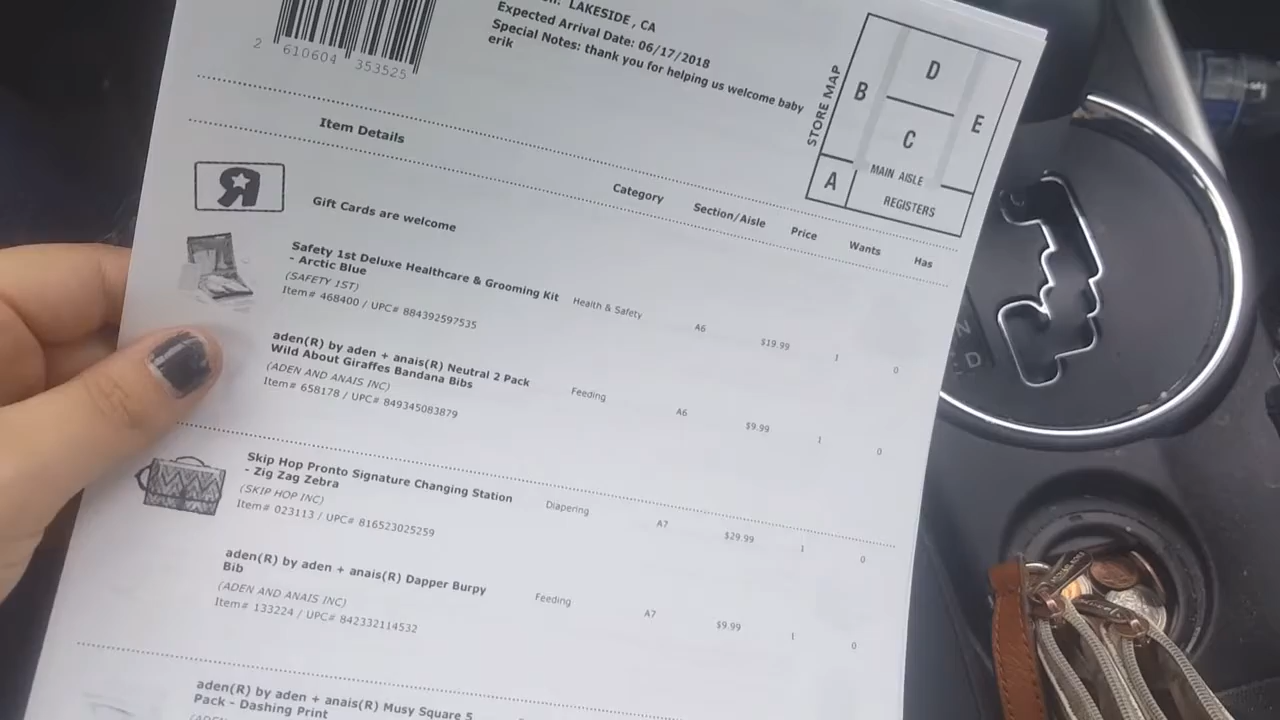 LAKESIDE , CA
Expected Arrival Date: 06/17/2018
Special Notes: thank you for helping us welcome baby
erik
2 610604 353525
STORE MAP
B
D
C
E
A
MAIN AISLE
REGISTERS
Item Details Category Section/Aisle Price Wants Has
R
Gift Cards are welcome
Safety 1st Deluxe Healthcare & Grooming Kit
- Arctic Blue
(SAFETY 1ST)
Item# 468400 / UPC# 884392597535
Health & Safety A6 $19.99 1 0
aden(R) by aden + anais(R) Neutral 2 Pack
Wild About Giraffes Bandana Bibs
(ADEN AND ANAIS INC)
Item# 658178 / UPC# 849345083879
Feeding A6 $9.99 1 0
Skip Hop Pronto Signature Changing Station
- Zig Zag Zebra
(SKIP HOP INC)
Item# 023113 / UPC# 816523025259
Diapering A7 $29.99 1 0
aden(R) by aden + anais(R) Dapper Burpy
Bib
(ADEN AND ANAIS INC)
Item# 133224 / UPC# 842332114532
Feeding A7 $9.99 1 0
aden(R) by aden + anais(R) Musy Square 5
Pack - Dashing Print